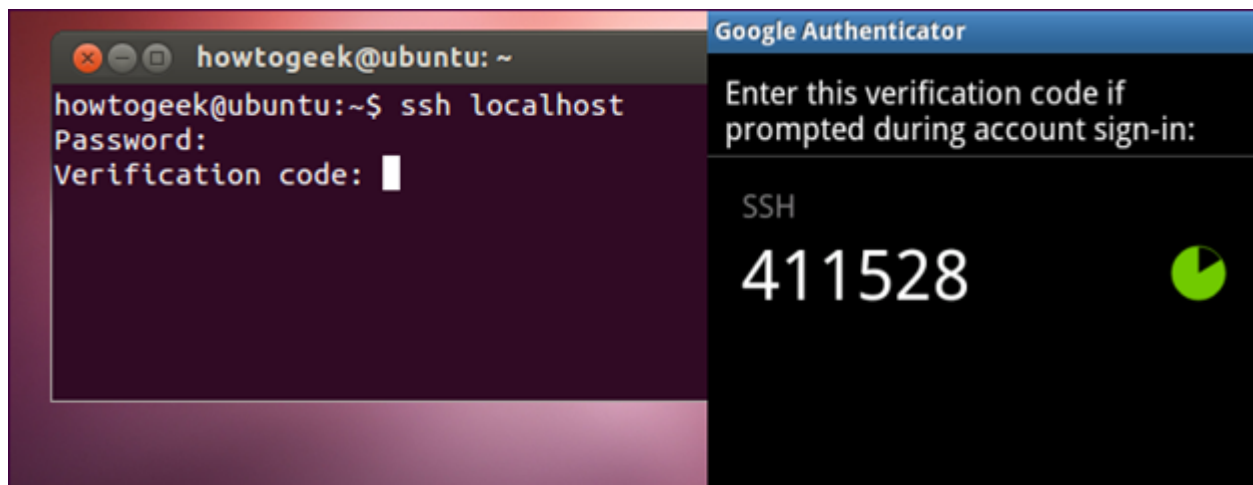 howtogeek@ubuntu: ~
howtogeek@ubuntu:~$ ssh localhost
Password:
Verification code:
Google Authenticator
Enter this verification code if
prompted during account sign-in:
SSH
411528